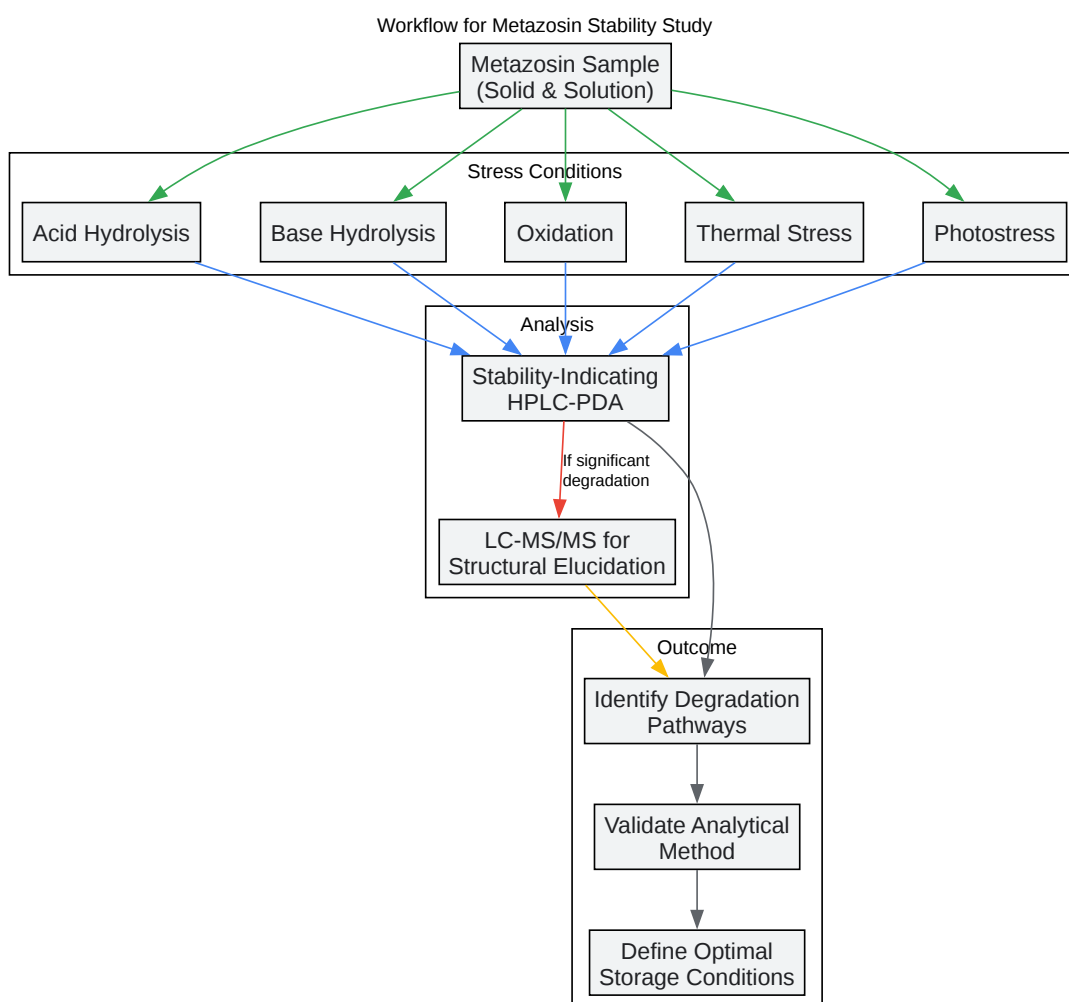 Workflow for Metazosin Stability Study
Metazosin Sample
(Solid & Solution)
Stress Conditions
Acid Hydrolysis
Base Hydrolysis
Oxidation
Thermal Stress
Photostress
Analysis
Stability-Indicating
HPLC-PDA
If significant
degradation
LC-MS/MS for
Structural Elucidation
Outcome
Identify Degradation
Pathways
Validate Analytical
Method
Define Optimal
Storage Conditions